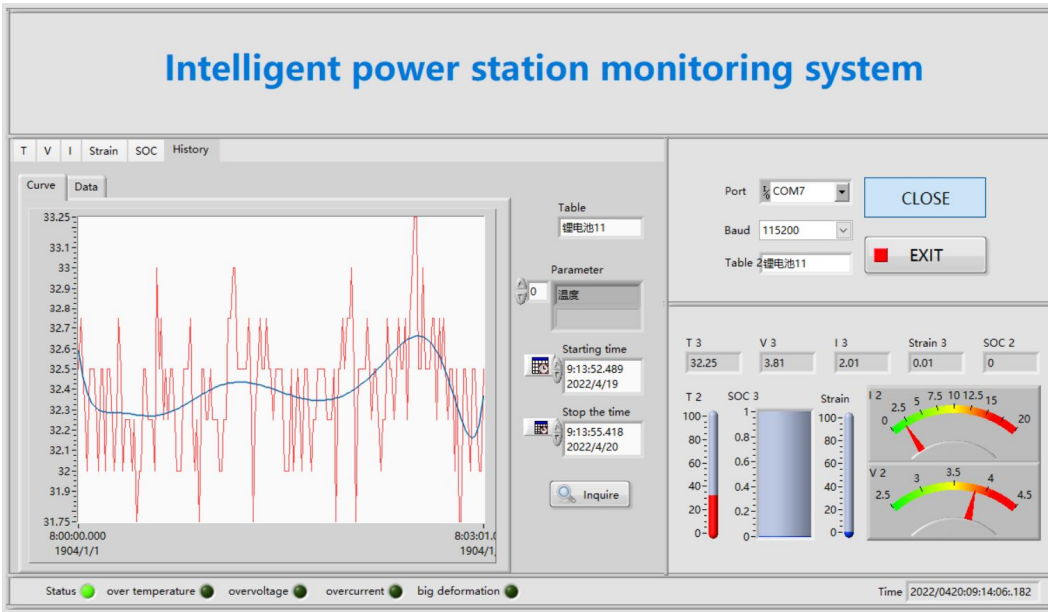 Intelligent power station monitoring system
T V I Strain SOC History
Curve Data
33.25
33.1
33
32.9
32.8
32.7
32.6
32.5
32.4
32.3
32.2
32.1
32
31.9
31.75
8:00:00.000
1904/1/1
8:03:01.(
1904/1,
Table
锂电池11
Parameter
0 温度
Starting time
9:13:52.489
2022/4/19
Stop the time
9:13:55.418
2022/4/20
Inquire
Port COM7
Baud 115200
Table 2 锂电池11
CLOSE
EXIT
T 3 V 3 I 3 Strain 3 SOC 2
32.25 3.81 2.01 0.01 0
T 2
100
80
60
40
20
0
SOC 3
1
0.8
0.6
0.4
0.2
0
Strain
100
80
60
40
20
0
I 2
0 2.5 5 7.5 10 12.5 15 20
V 2
2.5 3 3.5 4 4.5
Status over temperature overvoltage overcurrent big deformation
Time 2022/0420:09:14:06:.182